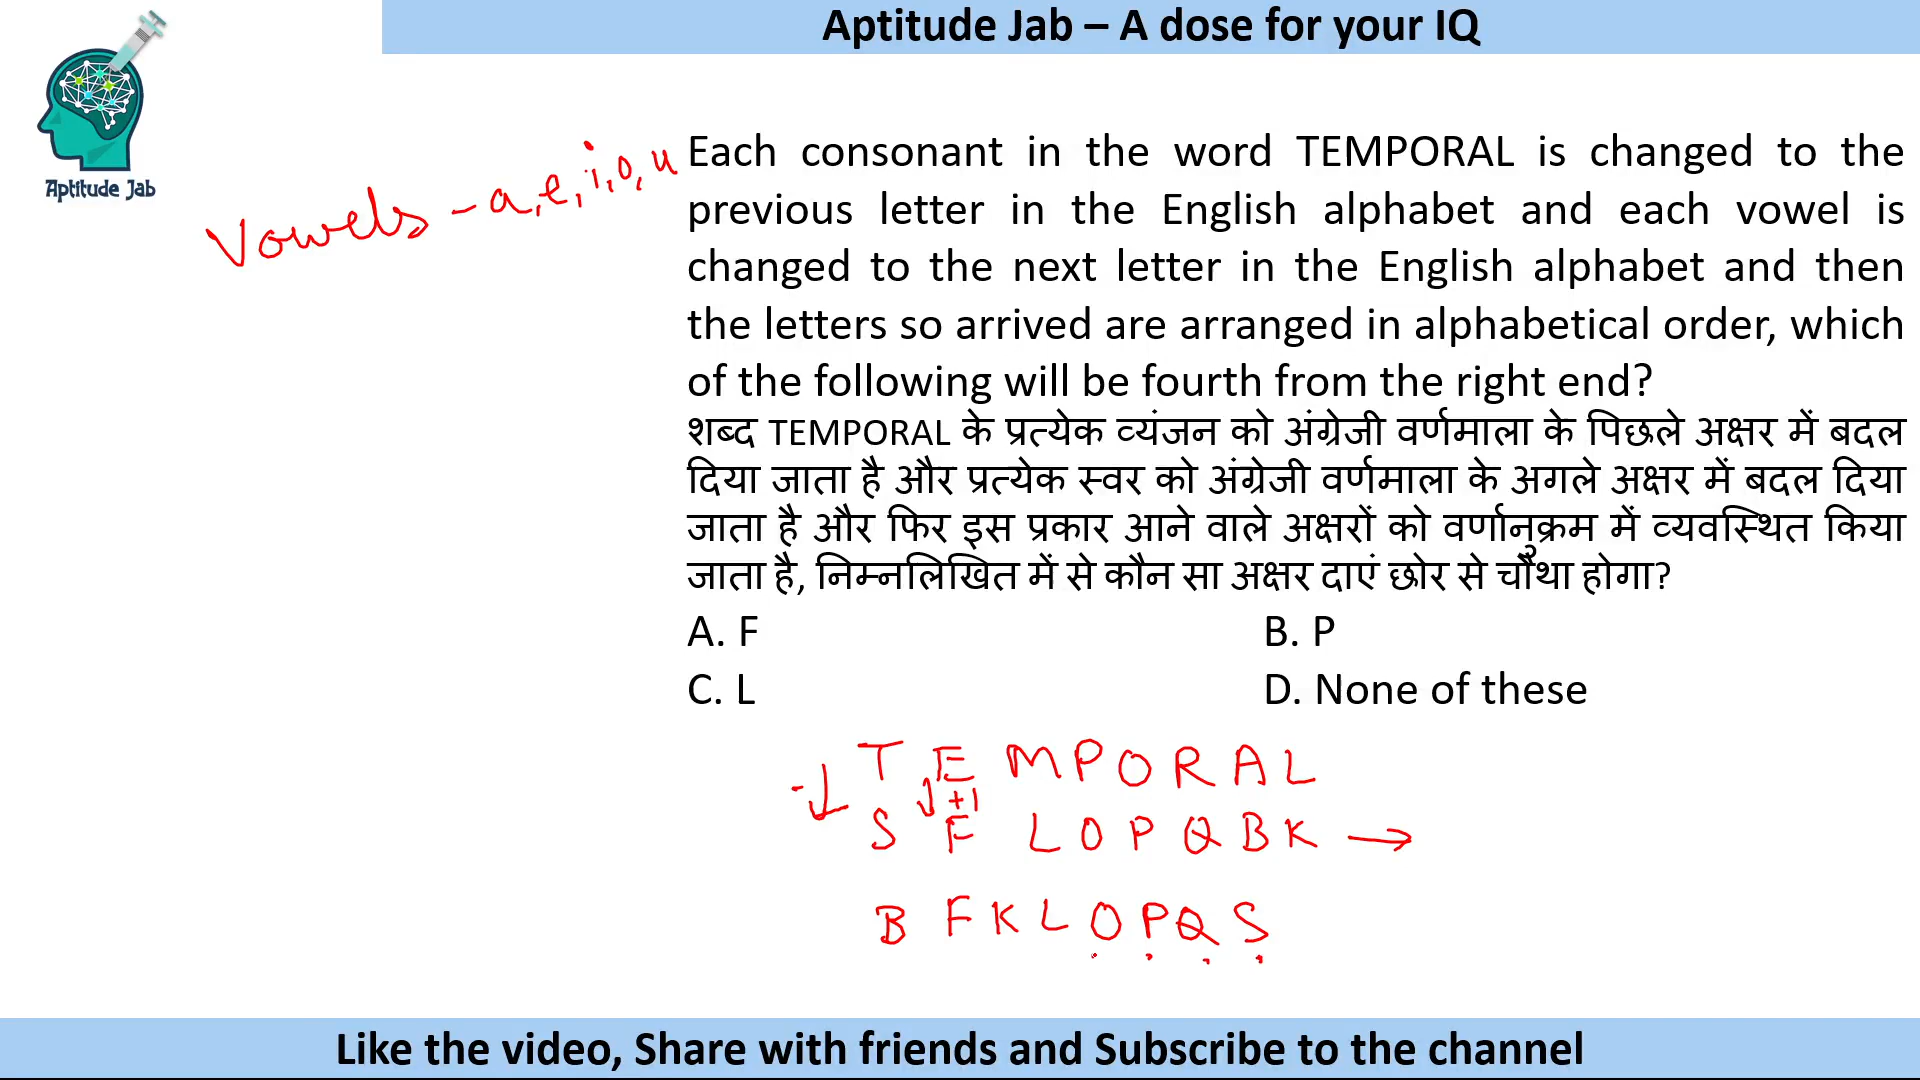 Aptitude Jab – A dose for your IQ
Aptitude Jab
Vowels - a, e, i, o, u
Each consonant in the word TEMPORAL is changed to the
previous letter in the English alphabet and each vowel is
changed to the next letter in the English alphabet and then
the letters so arrived are arranged in alphabetical order, which
of the following will be fourth from the right end?
शब्द TEMPORAL के प्रत्येक व्यंजन को अंग्रेजी वर्णमाला के पिछले अक्षर में बदल
दिया जाता है और प्रत्येक स्वर को अंग्रेजी वर्णमाला के अगले अक्षर में बदल दिया
जाता है और फिर इस प्रकार आने वाले अक्षरों को वर्णानुक्रम में व्यवस्थित किया
जाता है, निम्नलिखित में से कौन सा अक्षर दाएं छोर से चौथा होगा?
A. F B. P
C. L D. None of these
T E M P O R A L
-1 +1
S F L O P Q B K →
B F K L O P Q S
Like the video, Share with friends and Subscribe to the channel